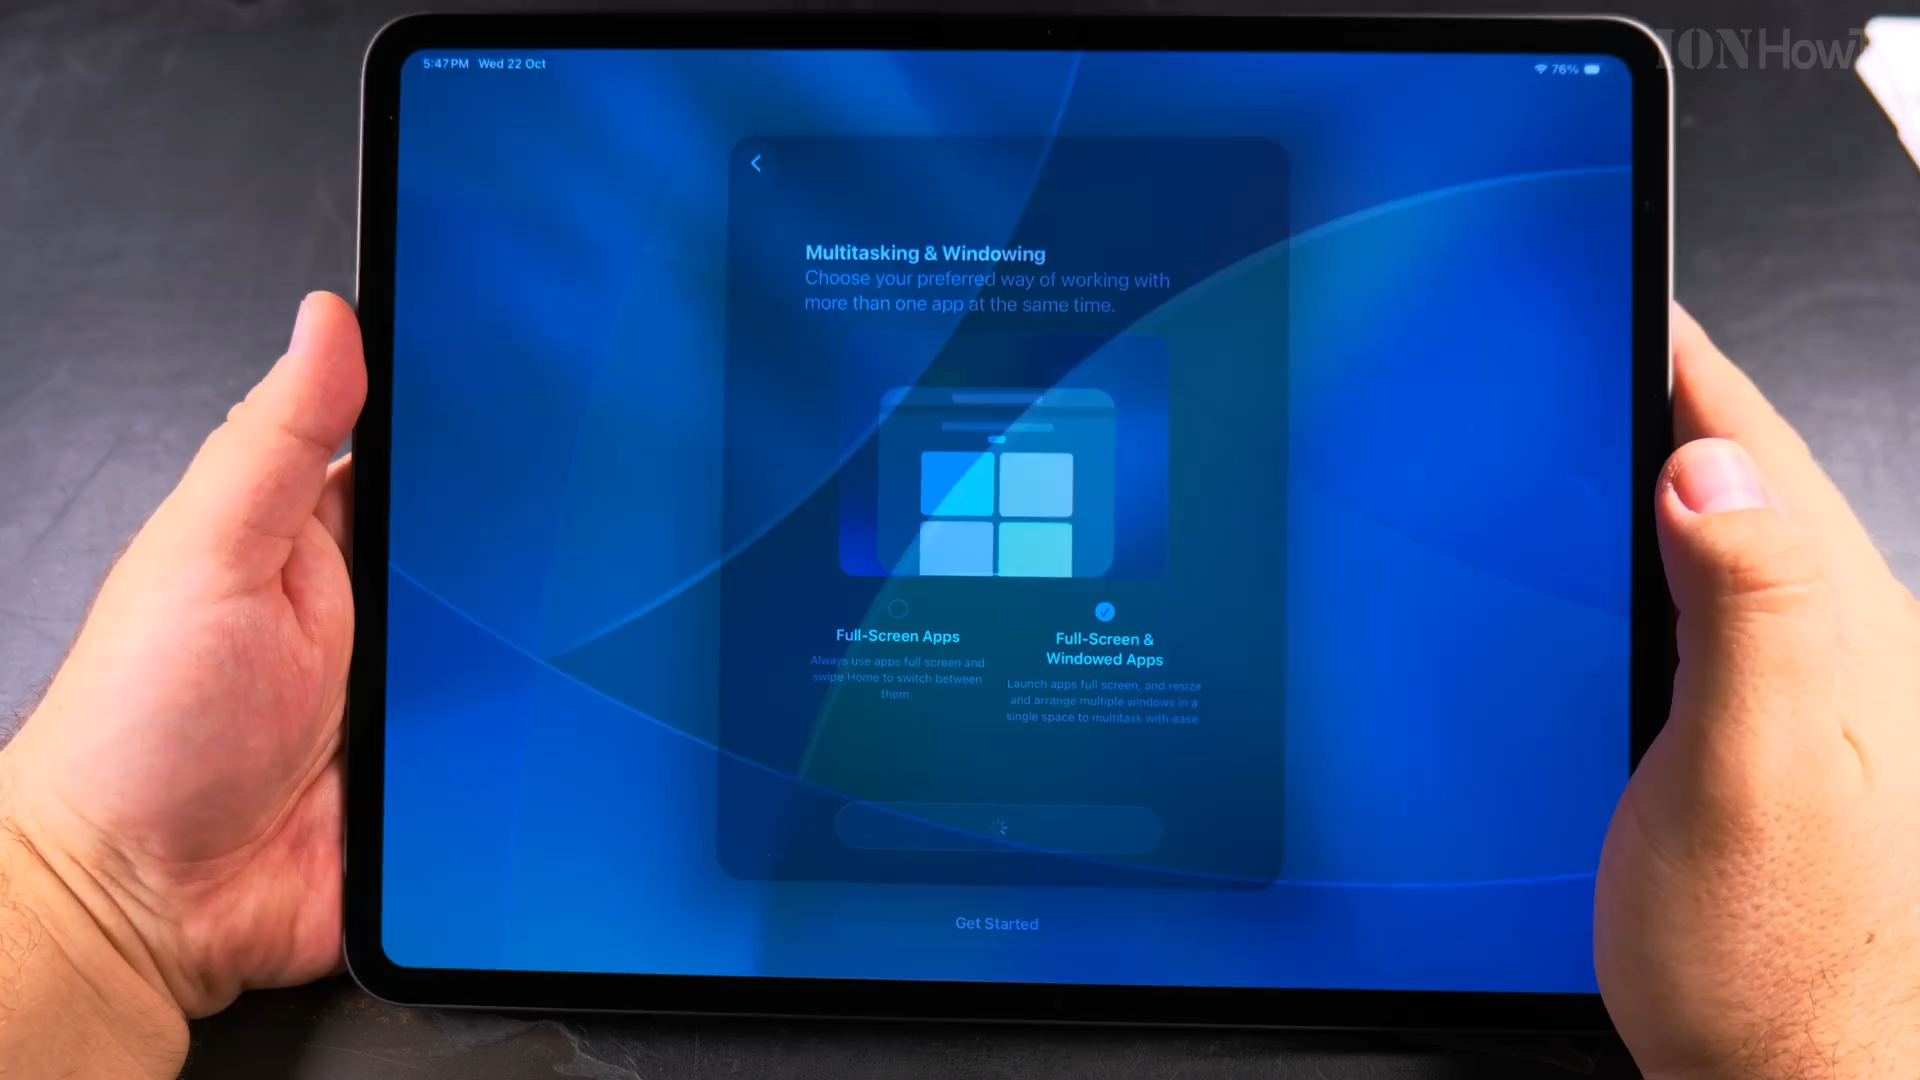 IONHowT
5:47 PM Wed 22 Oct
76%
Multitasking & Windowing
Choose your preferred way of working with
more than one app at the same time.
Full-Screen Apps
Always use apps full screen and
swipe Home to switch between
them.
Full-Screen &
Windowed Apps
Launch apps full screen, and resize
and arrange multiple windows in a
single space to multitask with ease.
Get Started